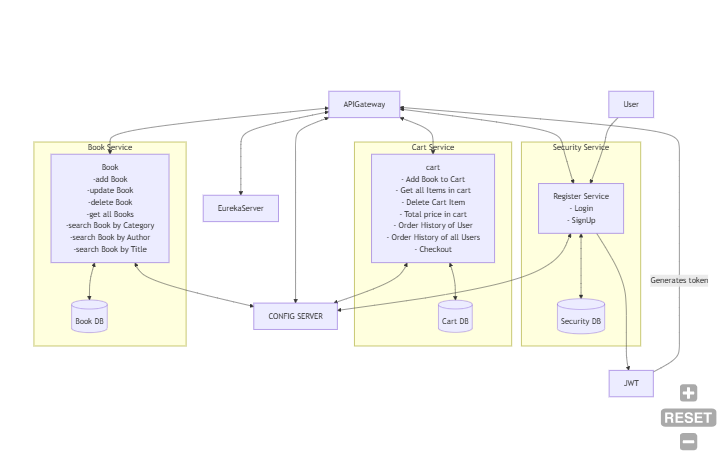 APIGateway
User
Book Service
Cart Service
Security Service
Book
-add Book
-update Book
-delete Book
-get all Books
-search Book by Category
-search Book by Author
-search Book by Title
EurekaServer
cart
- Add Book to Cart
- Get all Items in cart
- Delete Cart Item
- Total price in cart
- Order History of User
- Order History of all Users
- Checkout
Register Service
- Login
- SignUp
Generates token
Book DB
CONFIG SERVER
Cart DB
Security DB
JWT
RESET